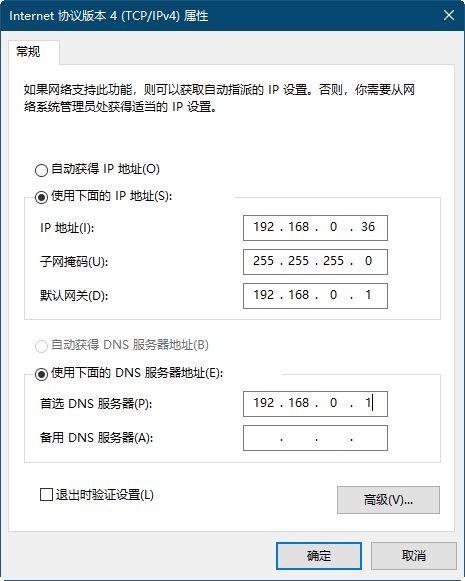 Internet 协议版本 4 (TCP/IPv4) 属性
常规
如果网络支持此功能，则可以获取自动指派的 IP 设置。否则，你需要从网
络系统管理员处获得适当的 IP 设置。
自动获得 IP 地址(O)
使用下面的 IP 地址(S):
IP 地址(I): 192 . 168 . 0 . 36
子网掩码(U): 255 . 255 . 255 . 0
默认网关(D): 192 . 168 . 0 . 1
自动获得 DNS 服务器地址(B)
使用下面的 DNS 服务器地址(E):
首选 DNS 服务器(P): 192 . 168 . 0 . 1
备用 DNS 服务器(A): . . .
退出时验证设置(L)
高级(V)...
确定 取消